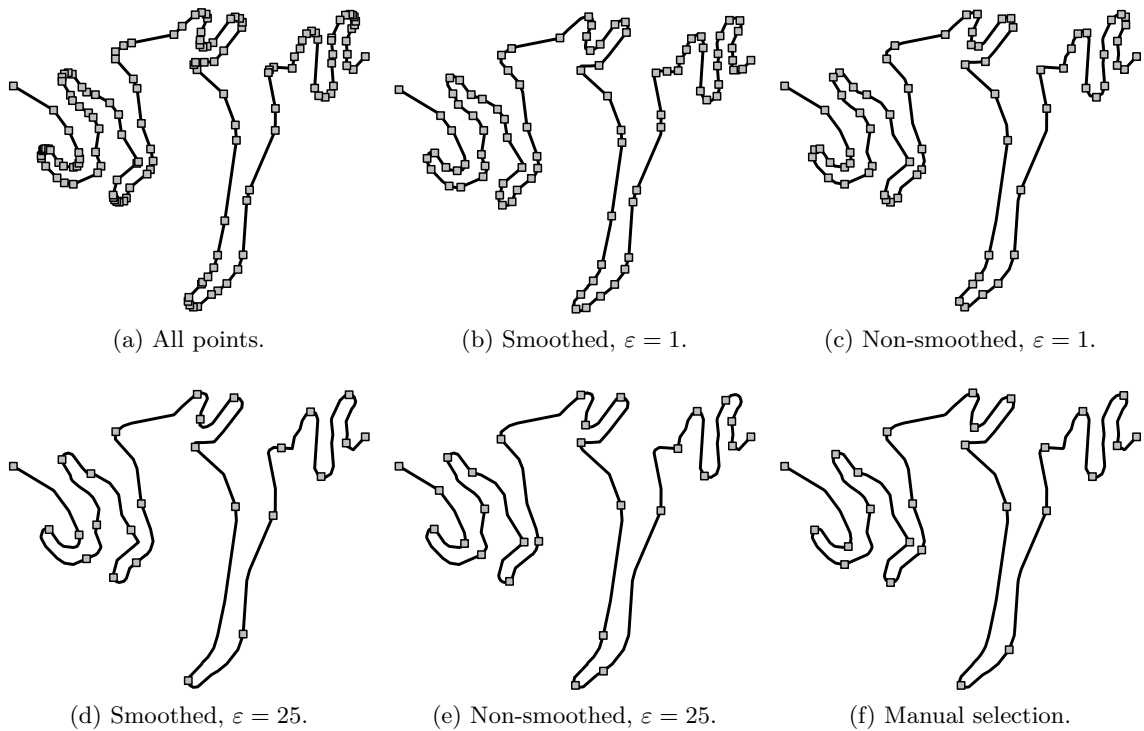 (a) All points.
(b) Smoothed, ε = 1.
(c) Non-smoothed, ε = 1.
(d) Smoothed, ε = 25.
(e) Non-smoothed, ε = 25.
(f) Manual selection.